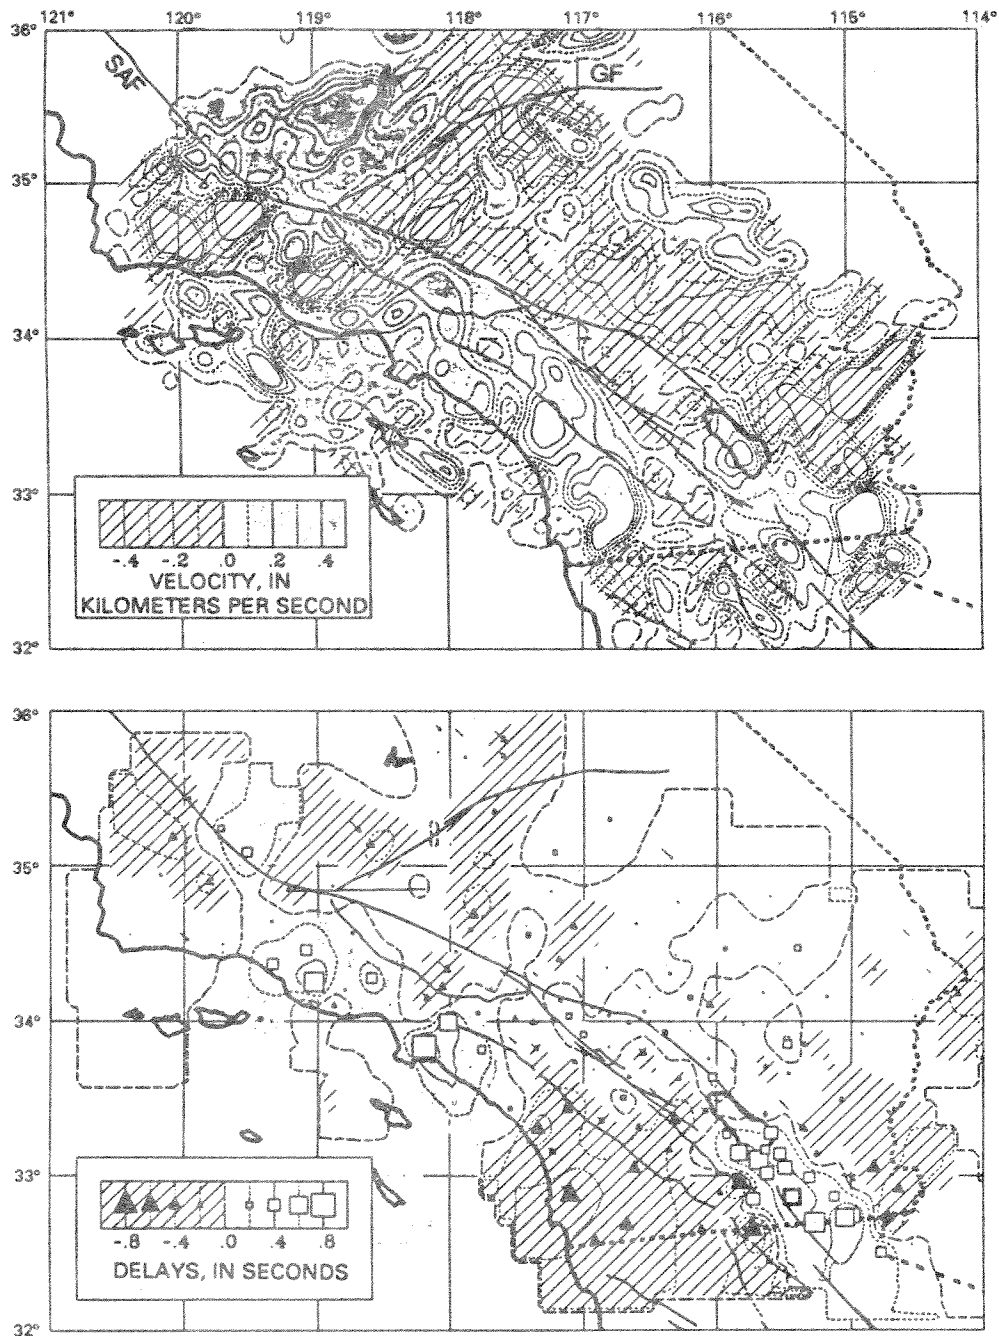 121° 120° 119° 118° 117° 116° 115° 114°
36°
SAF
GF
35°
34°
33°
-.4 -.2 .0 .2 .4
VELOCITY, IN
KILOMETERS PER SECOND
32°
36°
35°
34°
33°
-.8 -.4 .0 .4 .8
DELAYS, IN SECONDS
32°